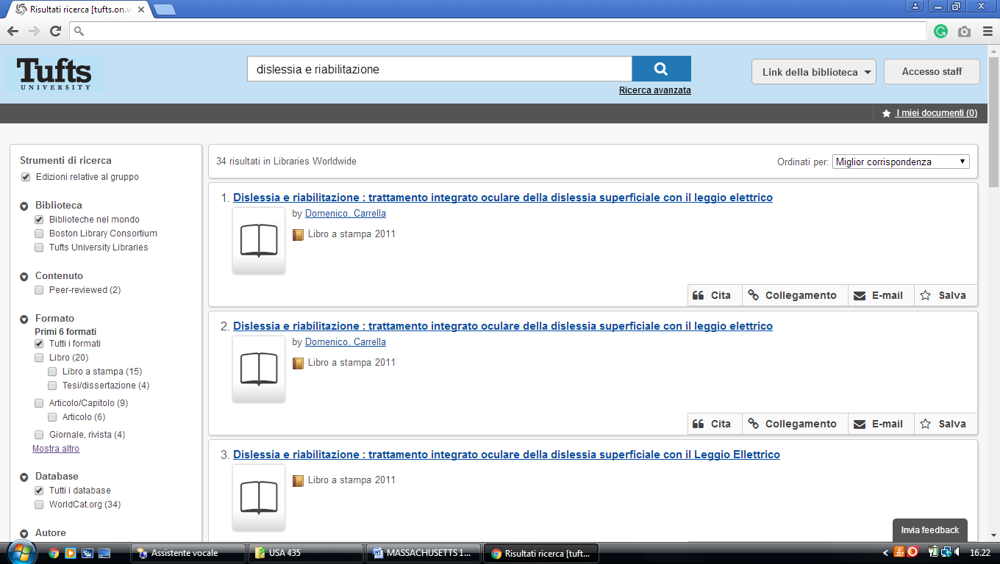 Risultati ricerca [tufts.on.w
Tufts
UNIVERSITY
dislessia e riabilitazione
Ricerca avanzata
Link della biblioteca
Accesso staff
I miei documenti (0)
Strumenti di ricerca
Edizioni relative al gruppo
Biblioteca
Biblioteche nel mondo
Boston Library Consortium
Tufts University Libraries
Contenuto
Peer-reviewed (2)
Formato
Primi 6 formati
Tutti i formati
Libro (20)
Libro a stampa (15)
Tesi/dissertazione (4)
Articolo/Capitolo (9)
Articolo (6)
Giornale, rivista (4)
Mostra altro
Database
Tutti i database
WorldCat.org (34)
Autore
34 risultati in Libraries Worldwide
Ordinati per: Miglior corrispondenza
1. Dislessia e riabilitazione : trattamento integrato oculare della dislessia superficiale con il leggio elettrico
by Domenico. Carrella
Libro a stampa 2011
Cita Collegamento E-mail Salva
2. Dislessia e riabilitazione : trattamento integrato oculare della dislessia superficiale con il leggio elettrico
by Domenico. Carrella
Libro a stampa 2011
Cita Collegamento E-mail Salva
3. Dislessia e riabilitazione : trattamento integrato oculare della dislessia superficiale con il Leggio Ellettrico
Libro a stampa 2011
Invia feedback
Assistente vocale
USA 435
MASSACHUSETTS 1...
Risultati ricerca [tuft...
16.22